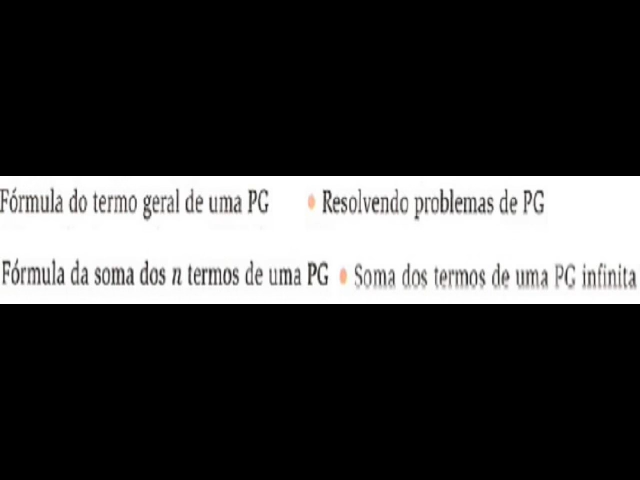 Fórmula do termo geral de uma PG • Resolvendo problemas de PG
Fórmula da soma dos n termos de uma PG • Soma dos termos de uma PG infinita